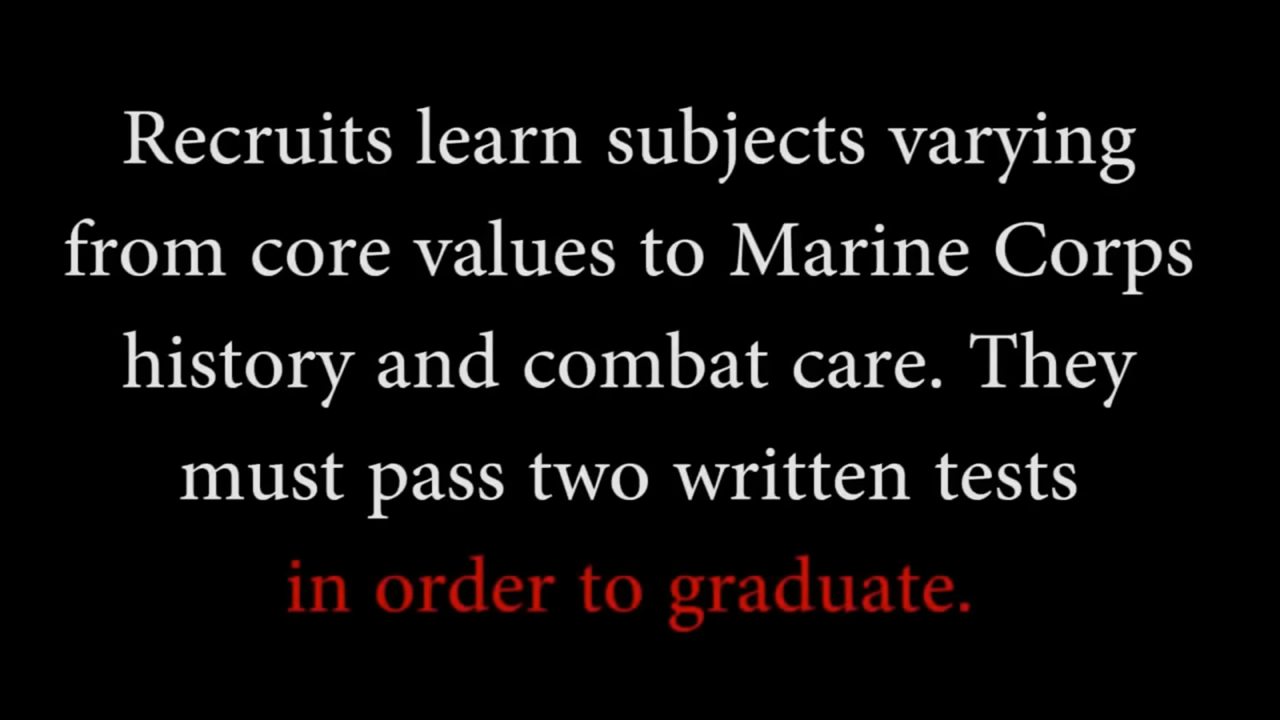 Recruits learn subjects varying
from core values to Marine Corps
history and combat care. They
must pass two written tests
in order to graduate.